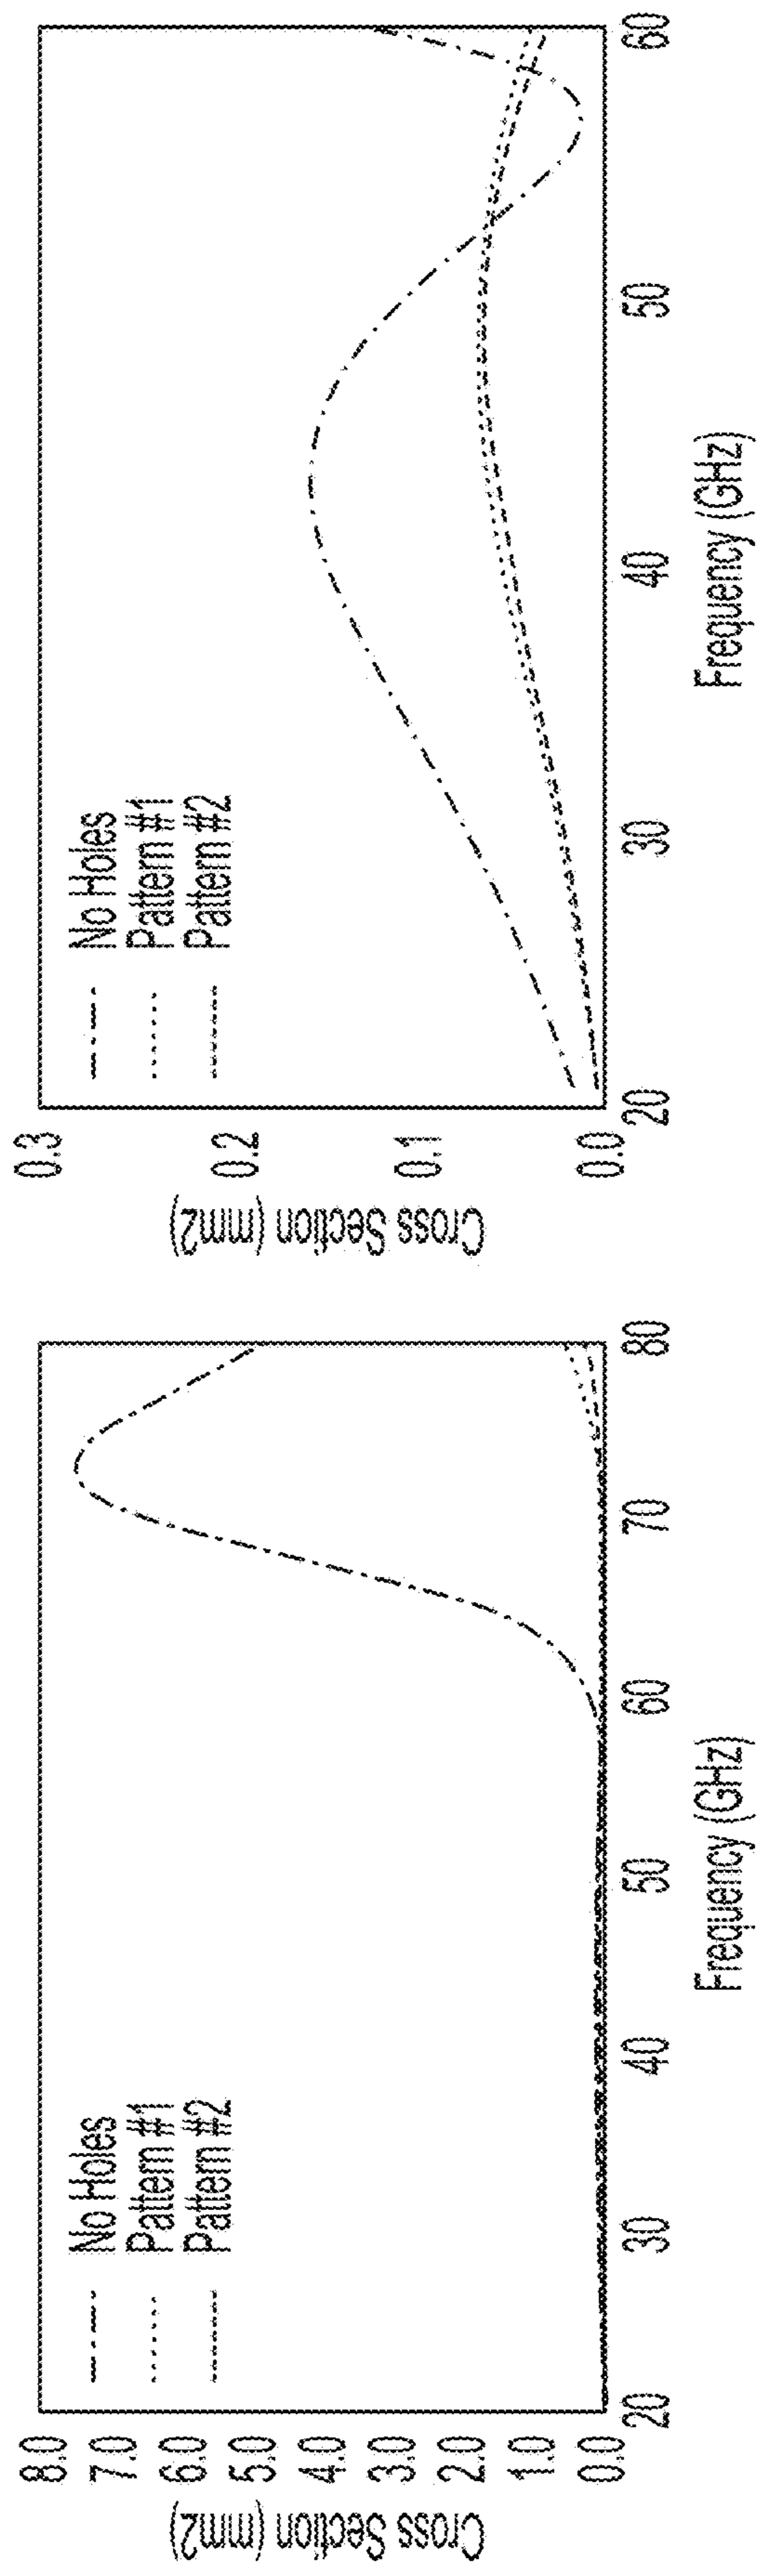 Cross Section (mm2)
8.0
7.0
6.0
5.0
4.0
3.0
2.0
1.0
0.0
No Holes
Pattern #1
Pattern #2
20 30 40 50 60 70 80
Frequency (GHz)
Cross Section (mm2)
0.3
0.2
0.1
0.0
No Holes
Pattern #1
Pattern #2
20 30 40 50 60
Frequency (GHz)